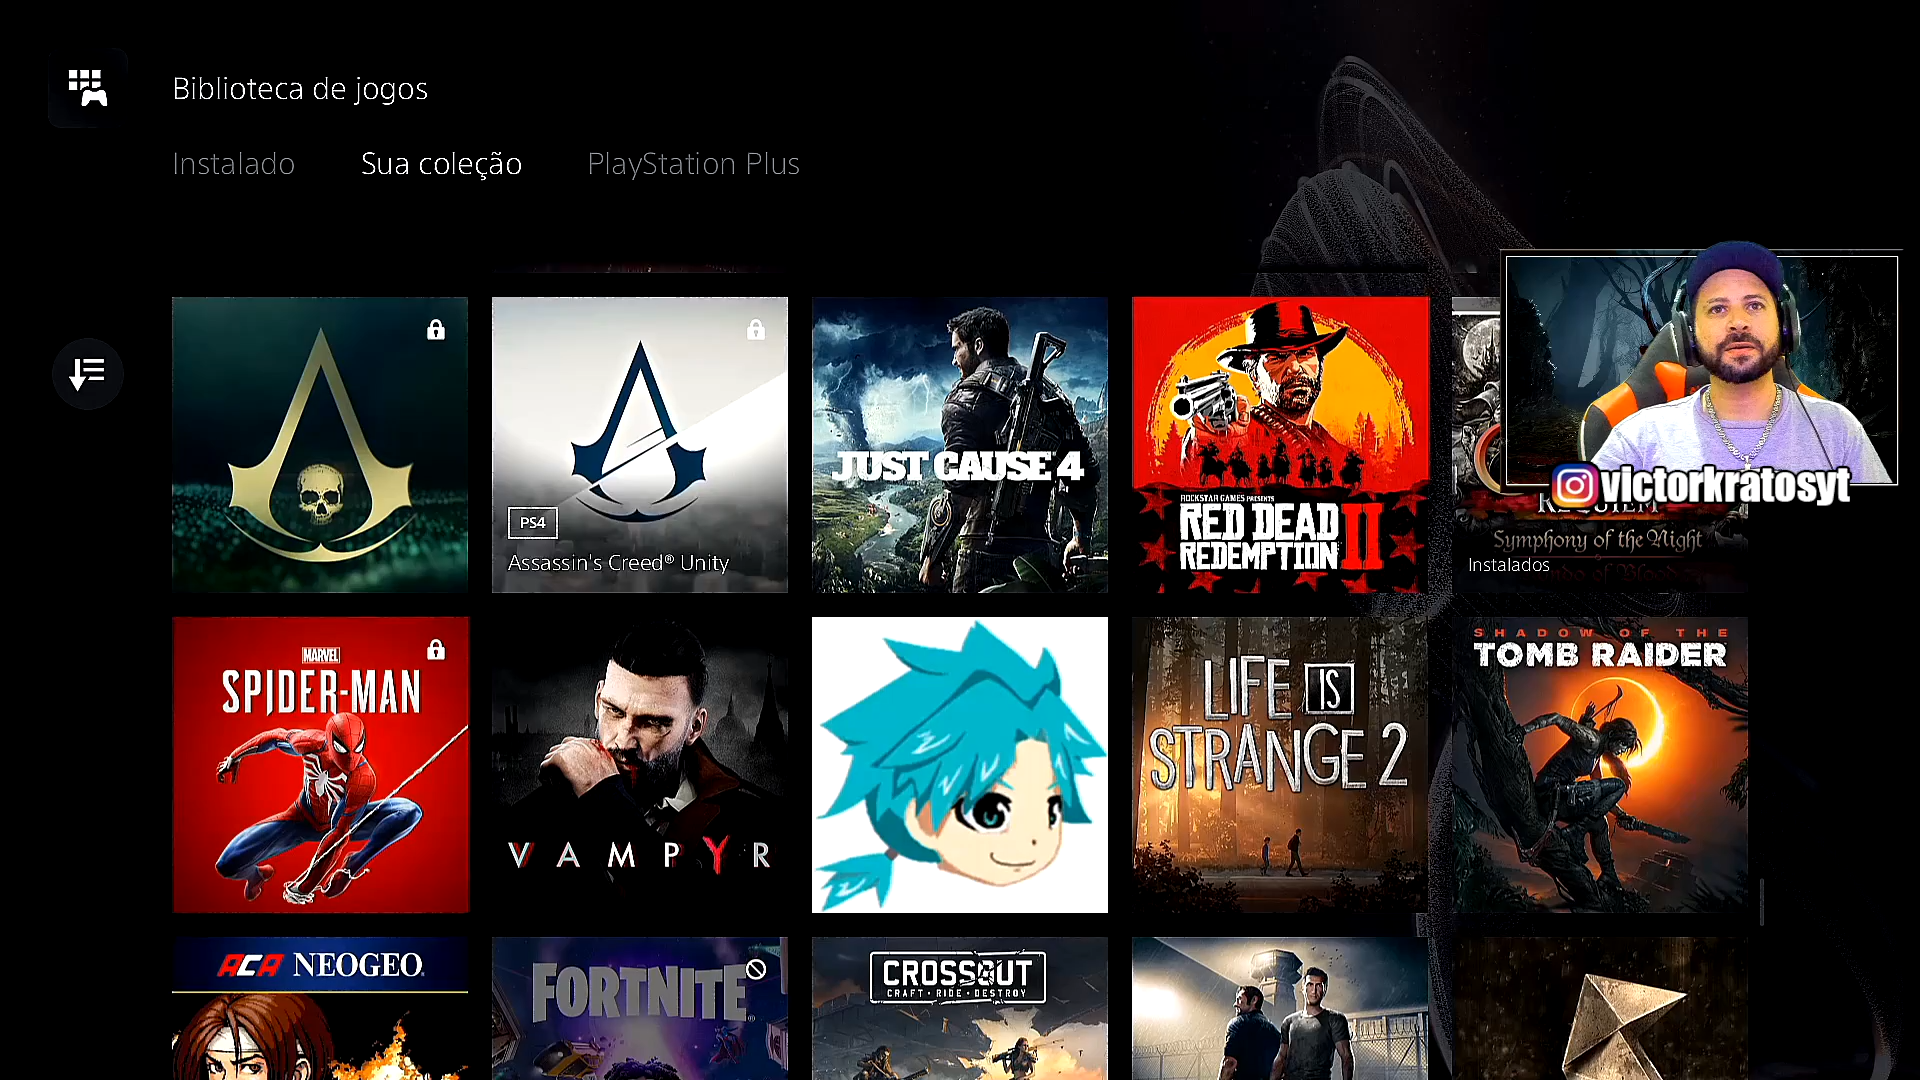 Biblioteca de jogos
Instalado
Sua coleção
PlayStation Plus
PS4
Assassin's Creed® Unity
JUST CAUSE 4
ROCKSTAR GAMES PRESENTS
RED DEAD
REDEMPTION II
victorkratosyt
REQUIEM
Symphony of the Night
Instalados
MARVEL
SPIDER-MAN
VAMPYR
LIFE IS
STRANGE 2
SHADOW OF THE
TOMB RAIDER
ACA NEOGEO
FORTNITE
CROSSOUT
CRAFT • RIDE • DESTROY